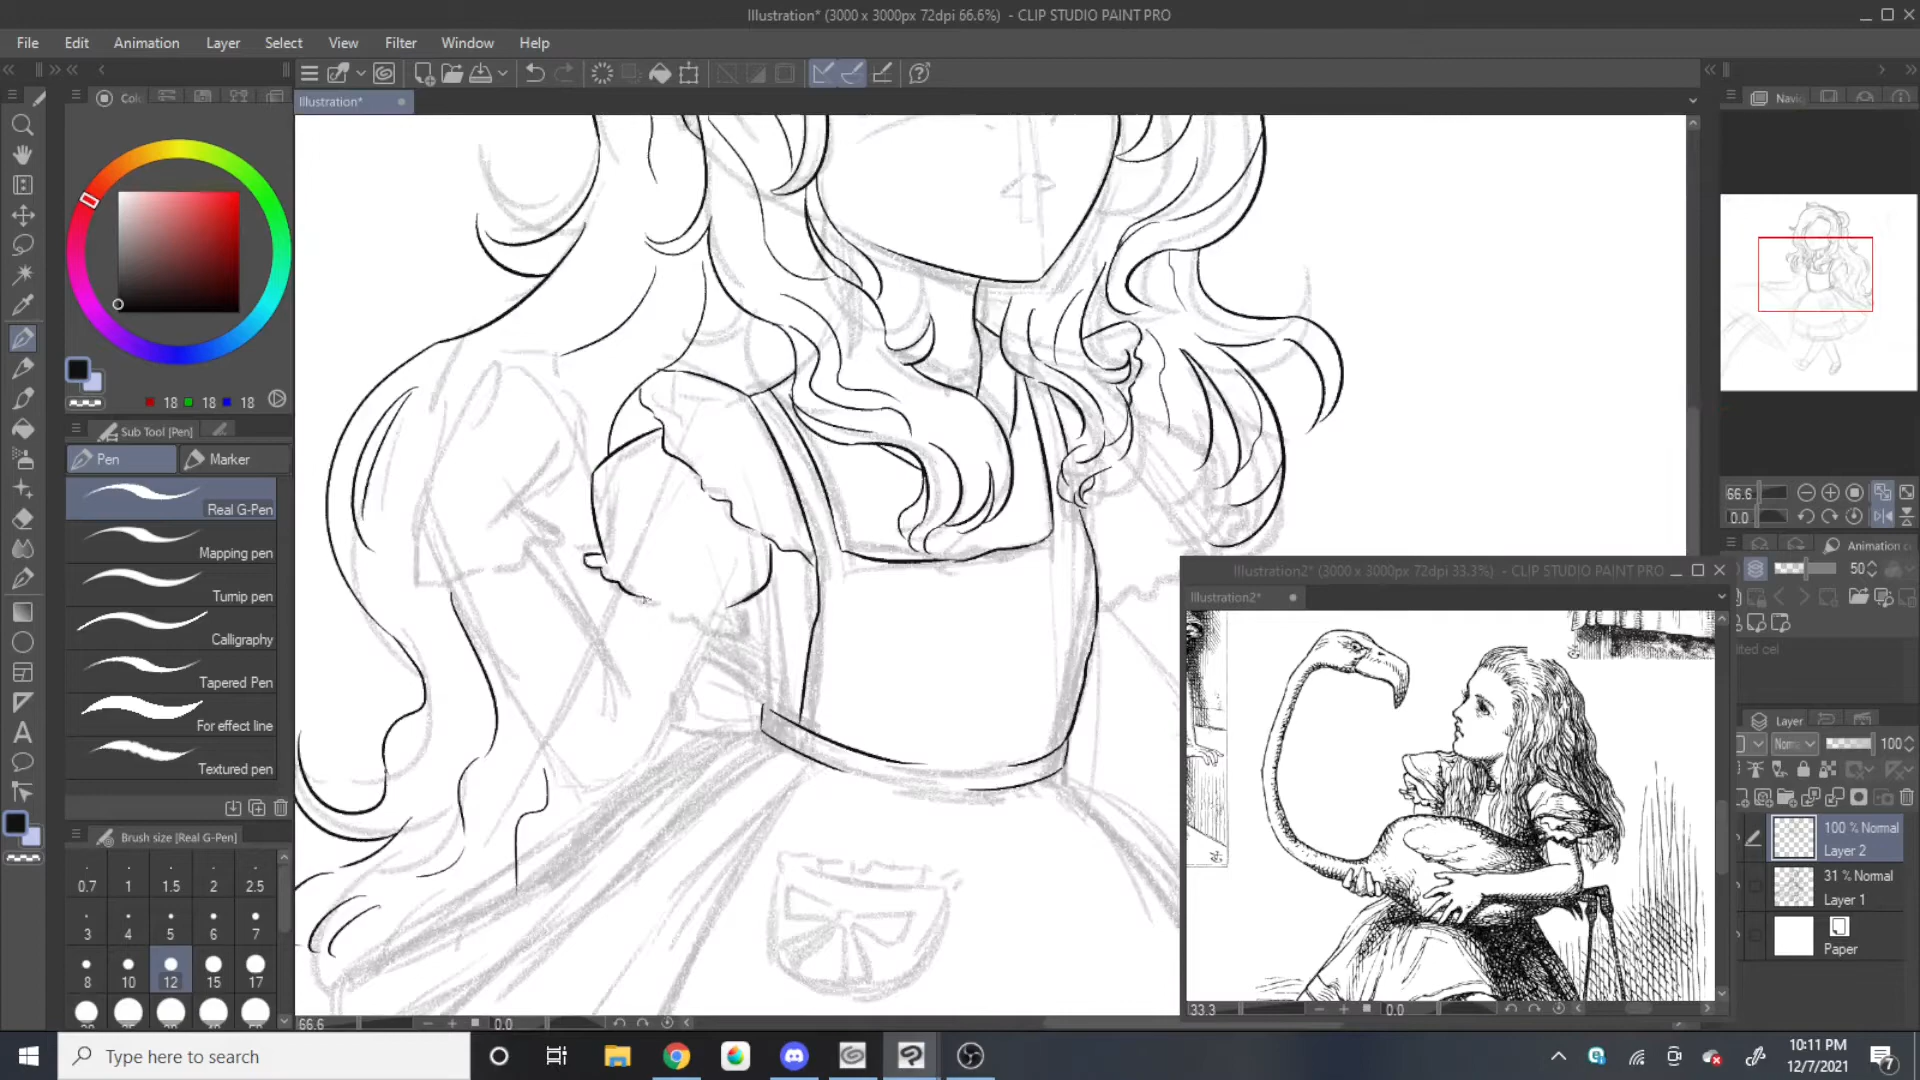 Illustration* (3000 x 3000px 72dpi 66.6%) - CLIP STUDIO PAINT PRO
File Edit Animation Layer Select View Filter Window Help
Illustration*
18 18 18
Sub Tool [Pen]
Pen Marker
Real G-Pen
Mapping pen
Turnip pen
Calligraphy
Tapered Pen
For effect line
Textured pen
Brush size [Real G-Pen]
0.7 1 1.5 2 2.5
3 4 5 6 7
8 10 12 15 17
66.6 0.0
66.6
0.0
Animation
50
Illustration2* (3000 x 3000px 72dpi 33.3%) - CLIP STUDIO PAINT PRO
Illustration2*
33.3 0.0
ited cel
Layer
100
100 % Normal
Layer 2
31 % Normal
Layer 1
Paper
Type here to search
10:11 PM
12/7/2021
7